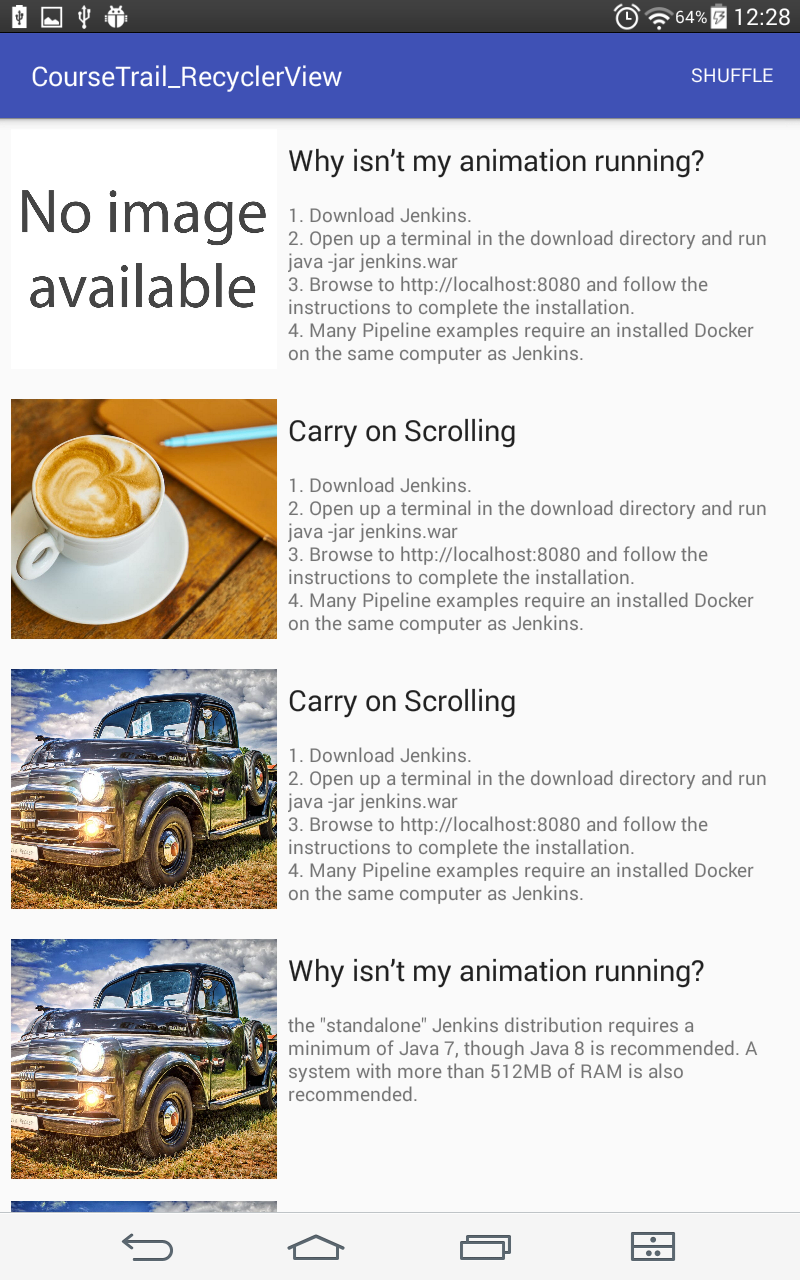 64% 12:28
CourseTrail_RecyclerView SHUFFLE
No image
available
Why isn't my animation running?
1. Download Jenkins.
2. Open up a terminal in the download directory and run
java -jar jenkins.war
3. Browse to http://localhost:8080 and follow the
instructions to complete the installation.
4. Many Pipeline examples require an installed Docker
on the same computer as Jenkins.
Carry on Scrolling
1. Download Jenkins.
2. Open up a terminal in the download directory and run
java -jar jenkins.war
3. Browse to http://localhost:8080 and follow the
instructions to complete the installation.
4. Many Pipeline examples require an installed Docker
on the same computer as Jenkins.
Carry on Scrolling
1. Download Jenkins.
2. Open up a terminal in the download directory and run
java -jar jenkins.war
3. Browse to http://localhost:8080 and follow the
instructions to complete the installation.
4. Many Pipeline examples require an installed Docker
on the same computer as Jenkins.
Why isn't my animation running?
the "standalone" Jenkins distribution requires a
minimum of Java 7, though Java 8 is recommended. A
system with more than 512MB of RAM is also
recommended.